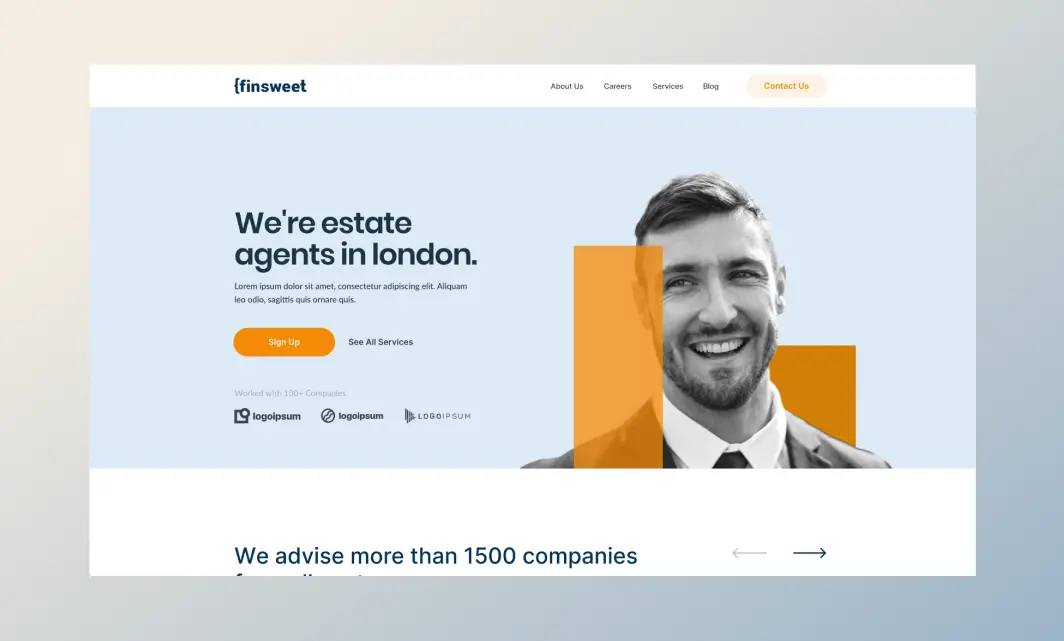 {finsweet
About Us Careers Services Blog Contact Us
We're estate
agents in london.
Lorem ipsum dolor sit amet, consectetur adipiscing elit. Aliquam
leo odio, sagittis quis ornare quis.
Sign Up See All Services
Worked with 100+ Companies
logoipsum logoipsum LOGOIPSUM
We advise more than 1500 companies